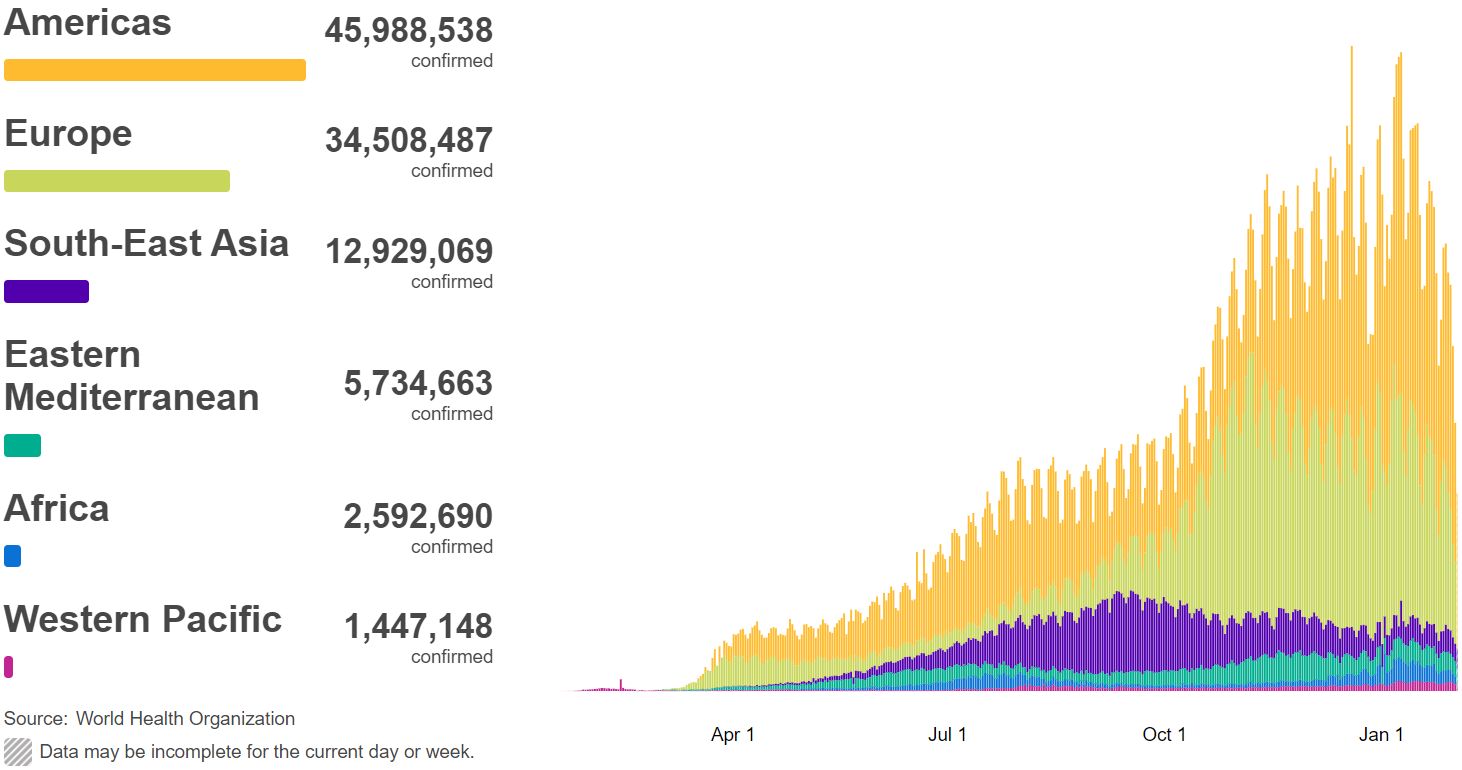 Americas
45,988,538
confirmed
Europe
34,508,487
confirmed
South-East Asia
12,929,069
confirmed
Eastern
Mediterranean
5,734,663
confirmed
Africa
2,592,690
confirmed
Western Pacific
1,447,148
confirmed
Source: World Health Organization
Data may be incomplete for the current day or week.
Apr 1
Jul 1
Oct 1
Jan 1